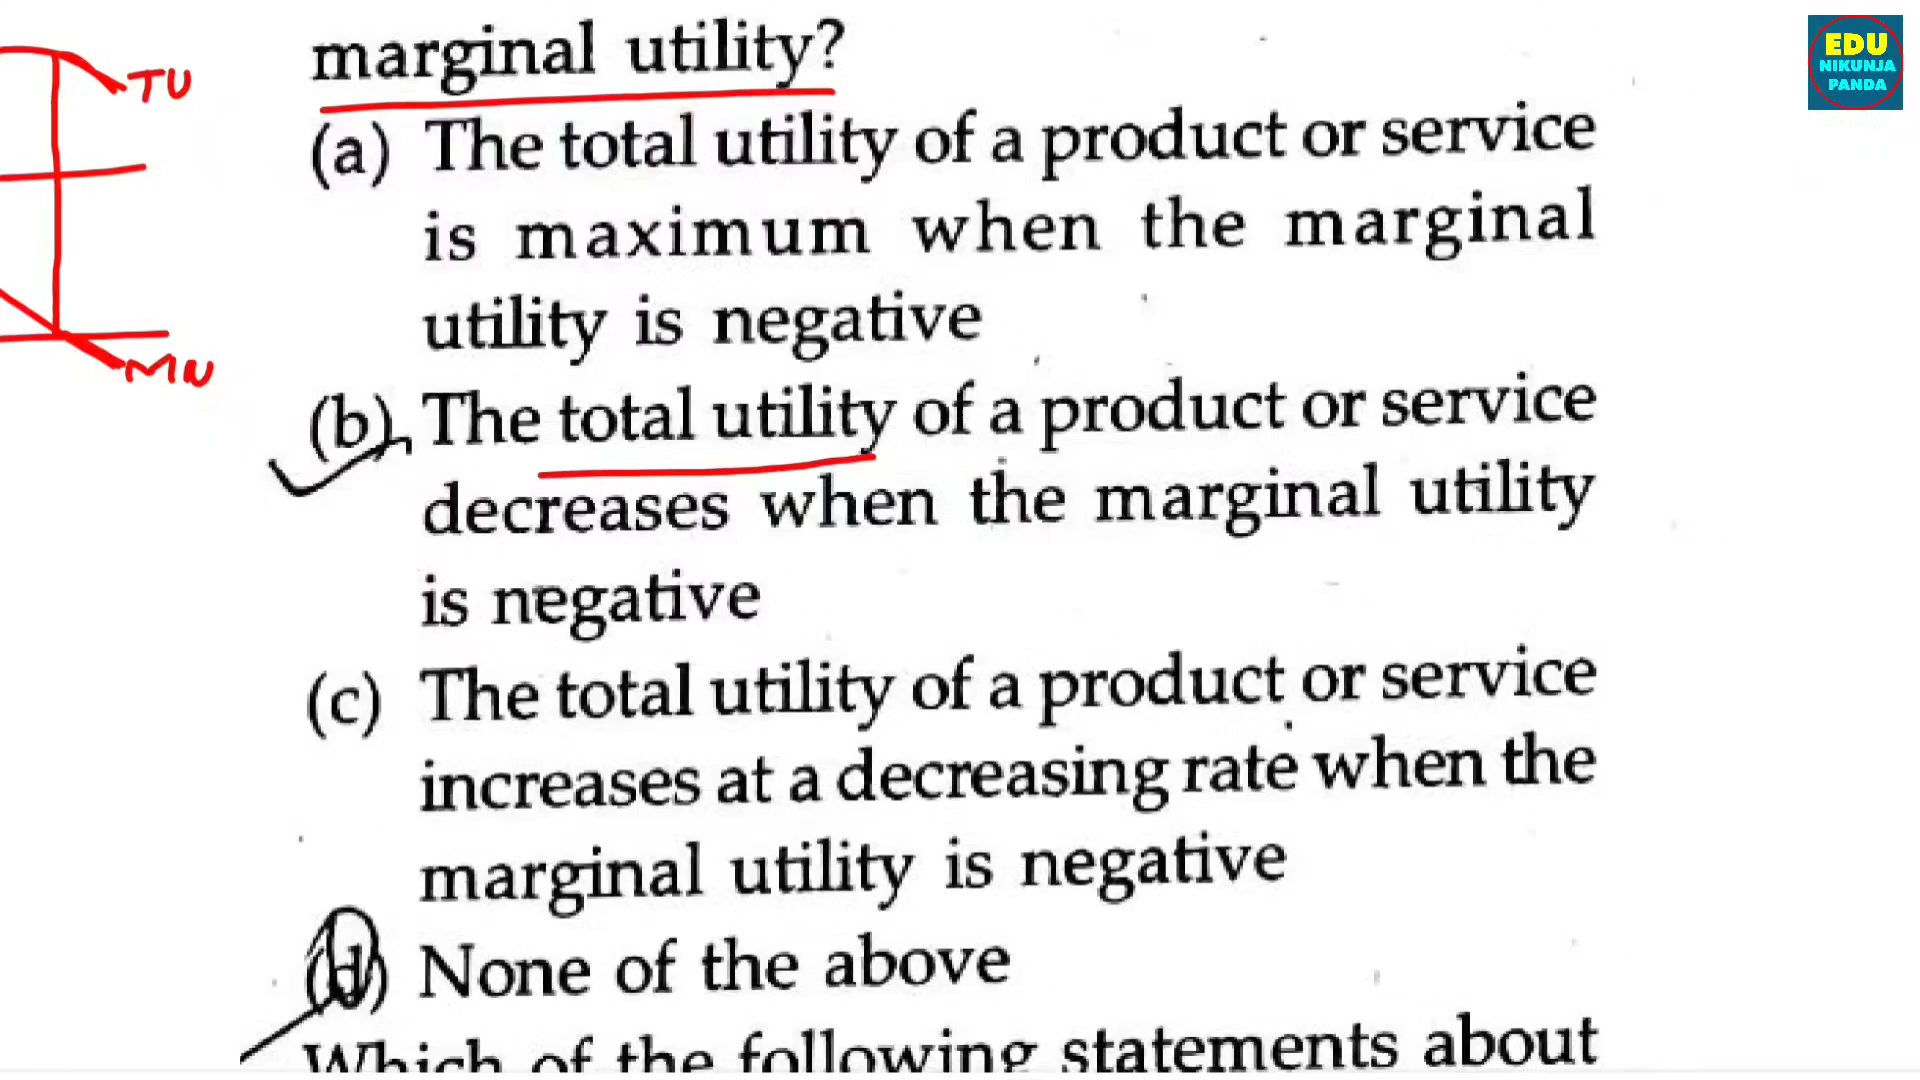 marginal utility?
(a) The total utility of a product or service
is maximum when the marginal
utility is negative
(b) The total utility of a product or service
decreases when the marginal utility
is negative
(c) The total utility of a product or service
increases at a decreasing rate when the
marginal utility is negative
(d) None of the above
Which of the following statements about
TU
MU
EDU
NIKUNJA
PANDA